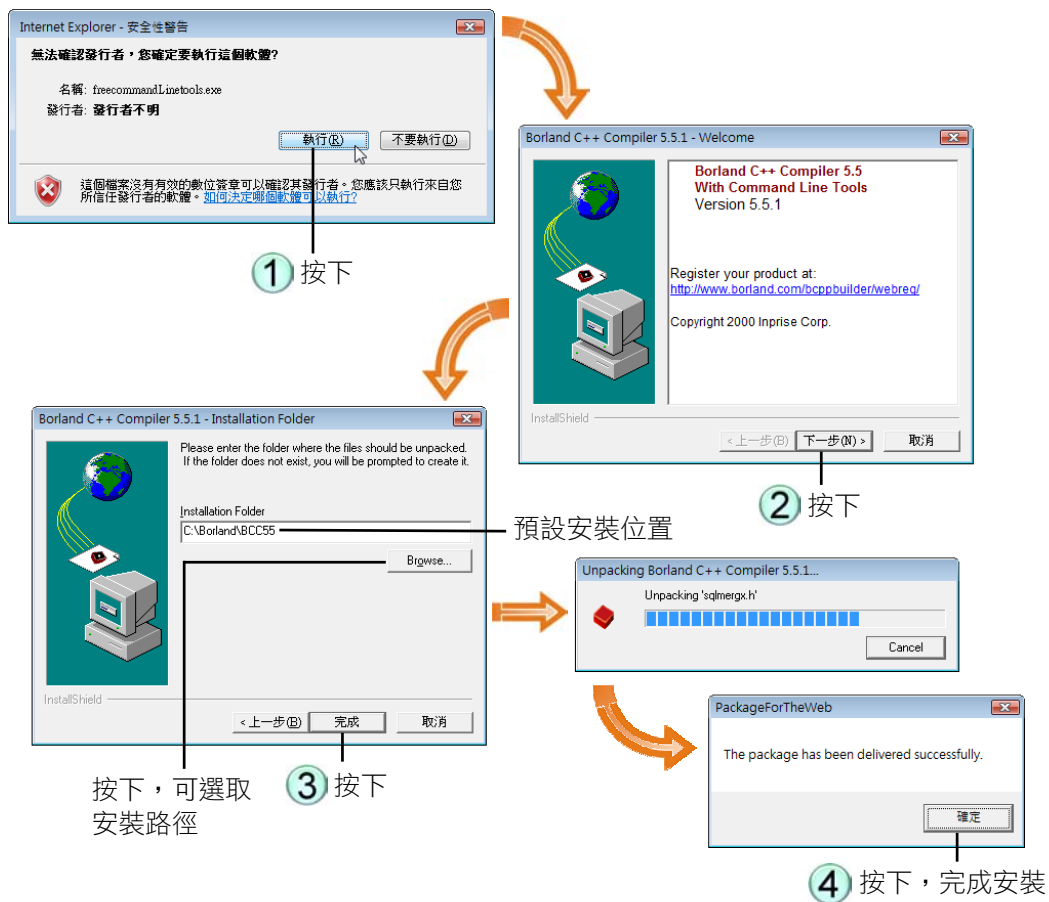 Internet Explorer - 安全性警告
無法確認發行者，您確定要執行這個軟體?
名稱: freecommandLinetools.exe
發行者: 發行者不明
執行(R)
不要執行(D)
這個檔案沒有有效的數位簽章可以確認其發行者。您應該只執行來自您
所信任發行者的軟體。如何決定哪個軟體可以執行?
1 按下
Borland C++ Compiler 5.5.1 - Welcome
Borland C++ Compiler 5.5
With Command Line Tools
Version 5.5.1
Register your product at:
http://www.borland.com/bcppbuilder/webreg/
Copyright 2000 Inprise Corp.
InstallShield
<上一步(B)
下一步(N)>
取消
2 按下
Borland C++ Compiler 5.5.1 - Installation Folder
Please enter the folder where the files should be unpacked.
If the folder does not exist, you will be prompted to create it.
Installation Folder
C:\Borland\BCC55
預設安裝位置
Browse...
InstallShield
<上一步(B)
完成
取消
按下，可選取
安裝路徑
3 按下
Unpacking Borland C++ Compiler 5.5.1...
Unpacking 'sqlmergx.h'
Cancel
PackageForTheWeb
The package has been delivered successfully.
確定
4 按下，完成安裝